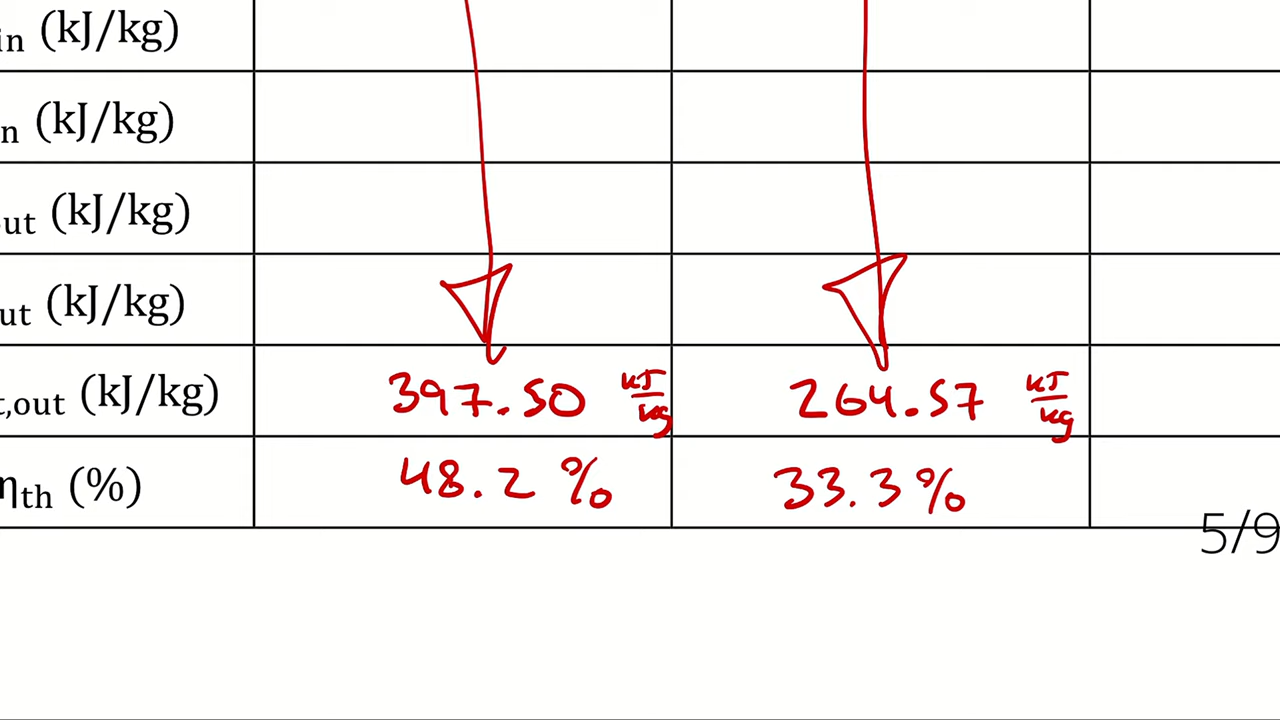 in (kJ/kg)
n (kJ/kg)
out (kJ/kg)
ut (kJ/kg)
t,out (kJ/kg) 397.50 kJ/kg 264.57 kJ/kg
ηth (%) 48.2 % 33.3%
5/9